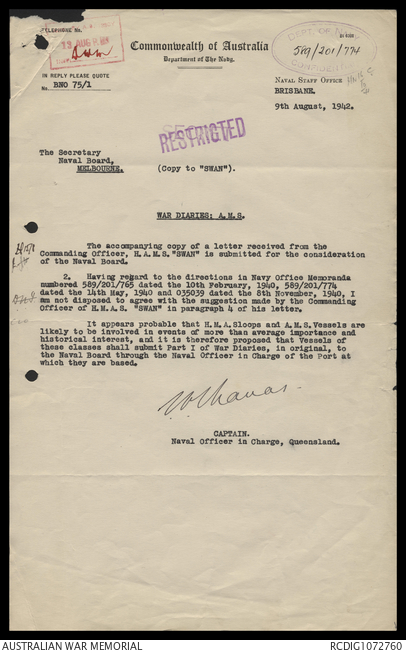 TELEPHONE No.
Commonwealth of Australia
Department of the Navy.
DEPT. OF NAVY
589/201/774
IN REPLY PLEASE QUOTE
No. BNO 75/1
NAVAL STAFF OFFICE
BRISBANE.
9th August, 1942.
RESTRICTED
The Secretary
Naval Board,
MELBOURNE.
(Copy to "SWAN").
WAR DIARIES: A.M.S.
The accompanying copy of a letter received from the
Commanding Officer, H.A.M.S. "SWAN" is submitted for the consideration
of the Naval Board.
2. Having regard to the directions in Navy Office Memoranda
numbered 589/201/765 dated the 10th February, 1940, 589/201/774
dated the 14th May, 1940 and 035039 dated the 8th November, 1940, I
am not disposed to agree with the suggestion made by the Commanding
Officer of H.M.A.S. "SWAN" in paragraph 4 of his letter.
It appears probable that H.M.A.Sloops and A.M.S.Vessels are
likely to be involved in events of more than average importance and
historical interest, and it is therefore proposed that Vessels of
these classes shall submit Part I of War Diaries, in original, to
the Naval Board through the Naval Officer in Charge of the Port at
which they are based.
CAPTAIN.
Naval Officer in Charge, Queensland.
AUSTRALIAN WAR MEMORIAL
RCDIG1072760